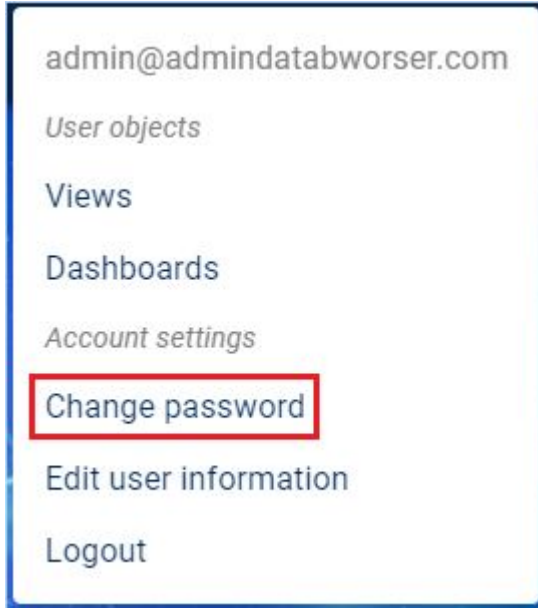 admin@admindatabworser.com
User objects
Views
Dashboards
Account settings
Change password
Edit user information
Logout